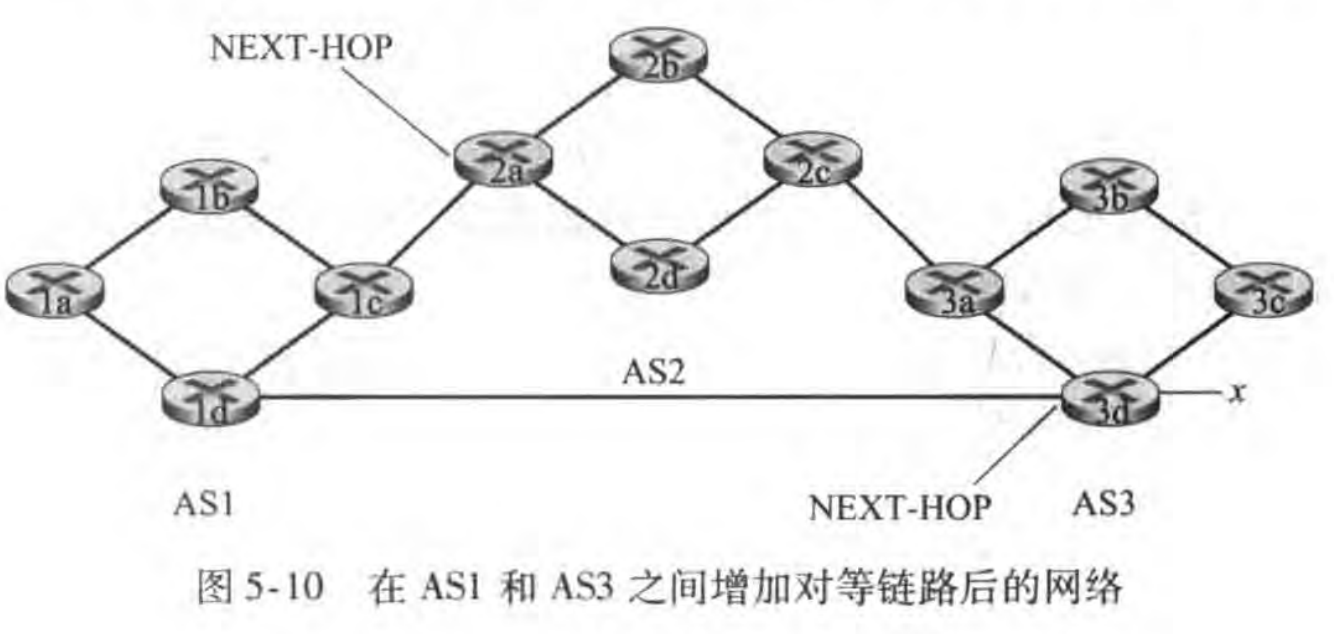 NEXT-HOP
2b
2a
2c
1b
3b
2d
1a
1c
3a
3c
AS2
1d
3d
x
AS1
NEXT-HOP
AS3
图 5-10 在 AS1 和 AS3 之间增加对等链路后的网络